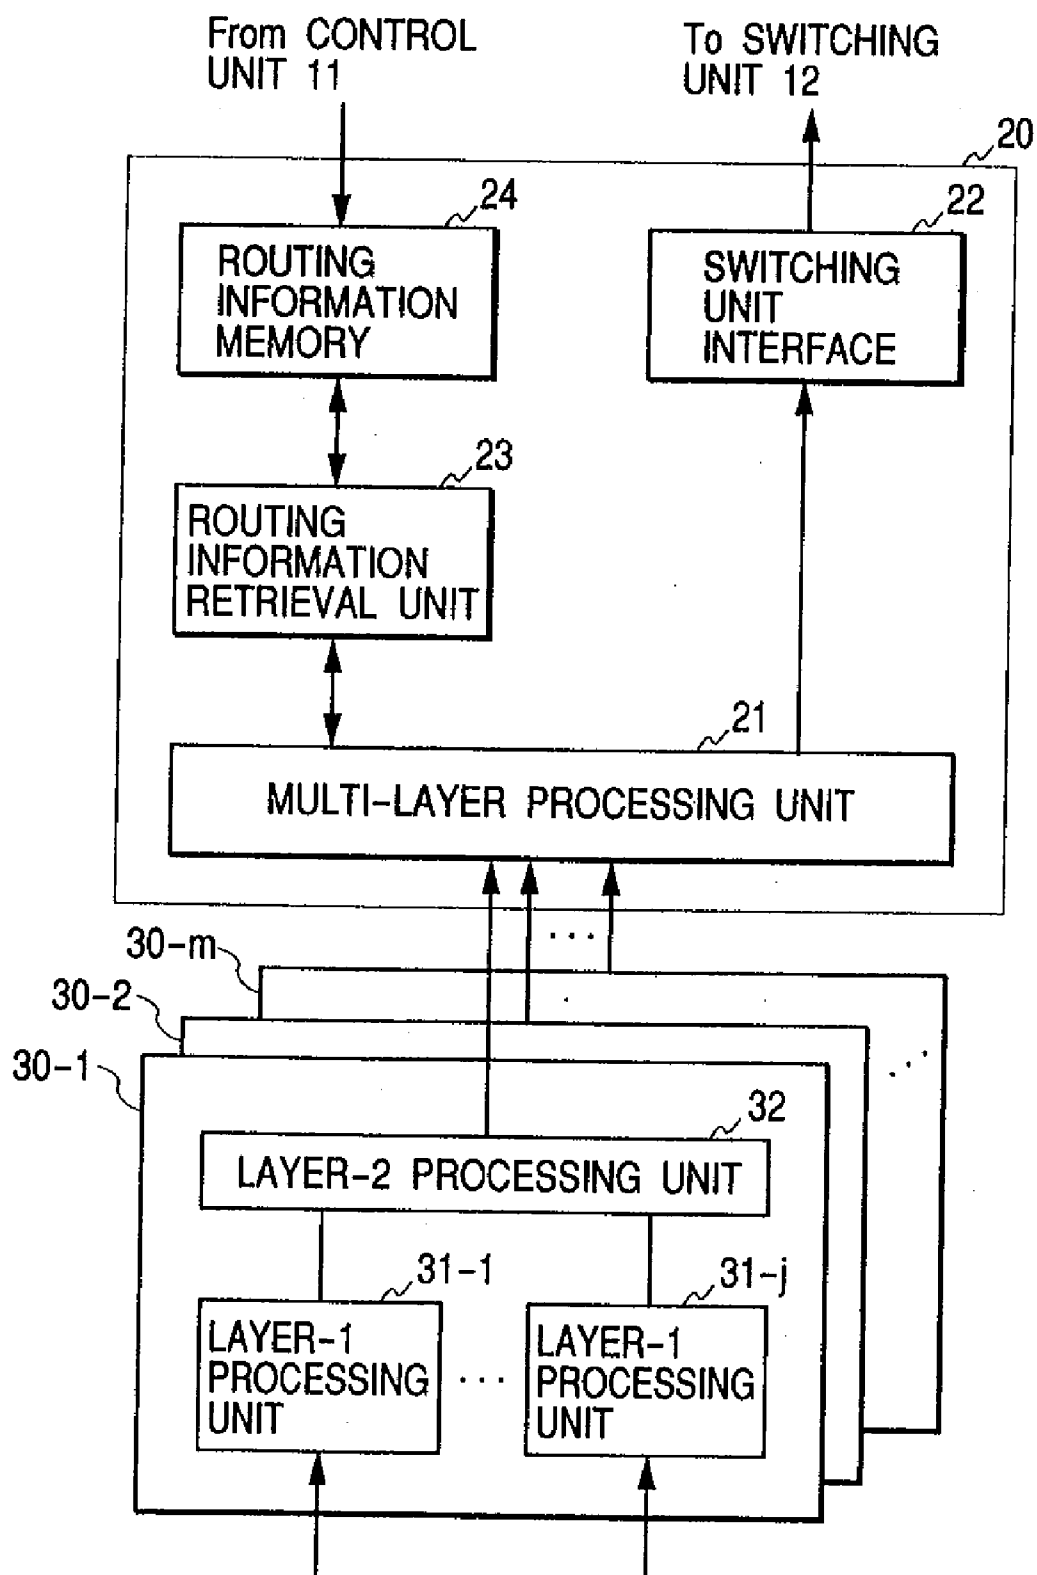 From CONTROL
UNIT 11
To SWITCHING
UNIT 12
20
24
22
ROUTING
INFORMATION
MEMORY
SWITCHING
UNIT
INTERFACE
23
ROUTING
INFORMATION
RETRIEVAL UNIT
21
MULTI-LAYER PROCESSING UNIT
...
30-m
30-2
30-1
...
32
LAYER-2 PROCESSING UNIT
31-1
31-j
LAYER-1
PROCESSING
UNIT
...
LAYER-1
PROCESSING
UNIT